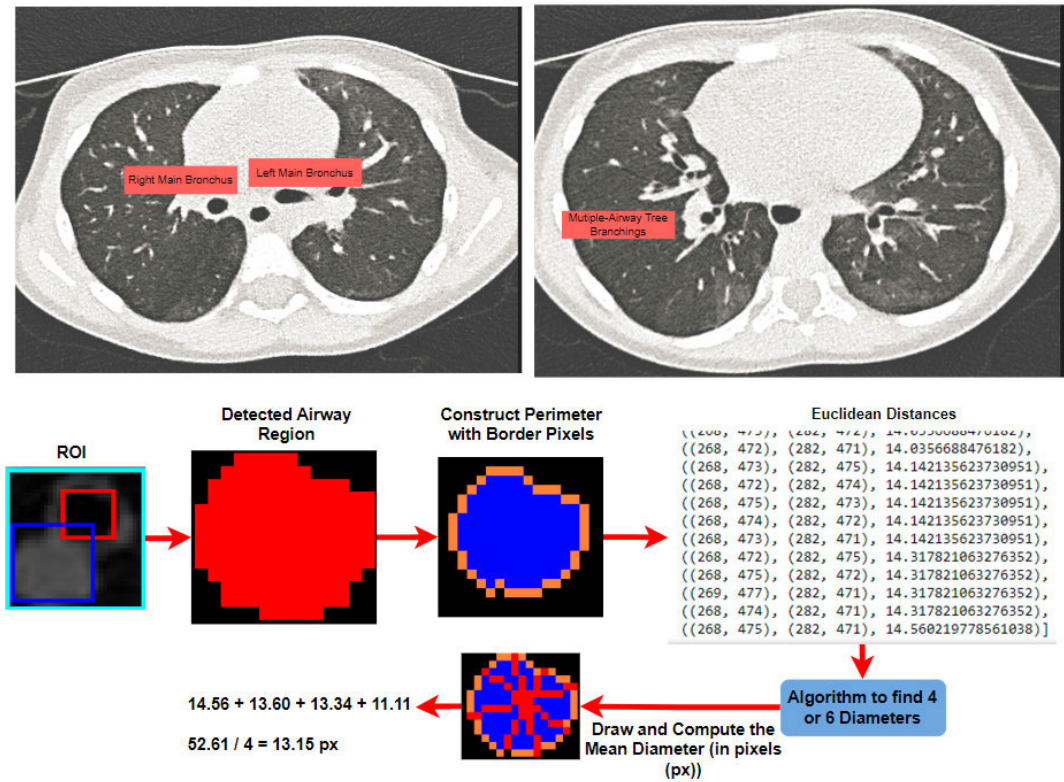 Right Main Bronchus
Left Main Bronchus
Mutiple-Airway Tree
Branchings
ROI
Detected Airway
Region
Construct Perimeter
with Border Pixels
Euclidean Distances
((268, 472), (282, 471), 14.0356688476182),
((268, 473), (282, 475), 14.142135623730951),
((268, 472), (282, 474), 14.142135623730951),
((268, 475), (282, 473), 14.142135623730951),
((268, 474), (282, 472), 14.142135623730951),
((268, 473), (282, 471), 14.142135623730951),
((268, 472), (282, 475), 14.317821063276352),
((268, 475), (282, 472), 14.317821063276352),
((269, 477), (282, 471), 14.317821063276352),
((268, 474), (282, 471), 14.317821063276352),
((268, 475), (282, 471), 14.560219778561038)]
Algorithm to find 4
or 6 Diameters
Draw and Compute the
Mean Diameter (in pixels
(px))
14.56 + 13.60 + 13.34 + 11.11
52.61 / 4 = 13.15 px